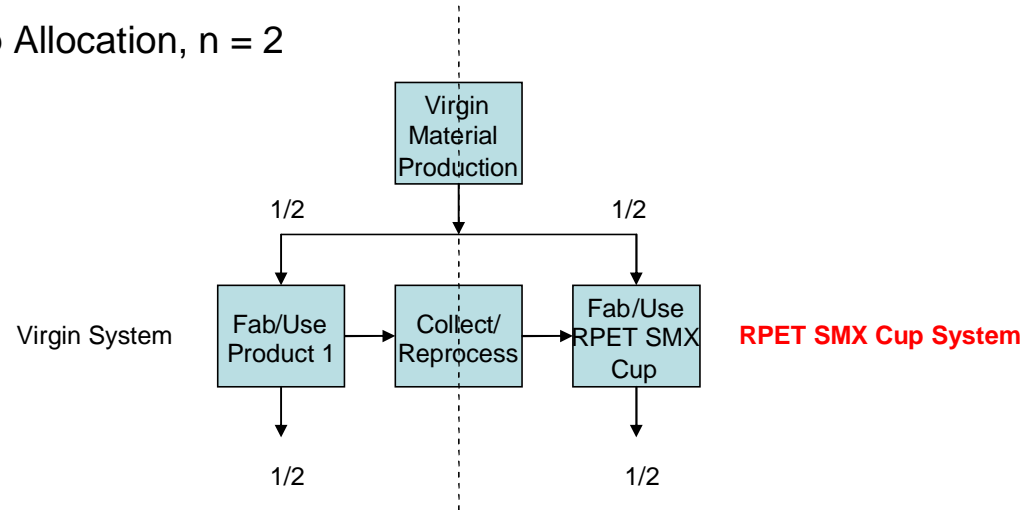 Allocation, n = 2
Virgin
Material
Production
1/2
1/2
Virgin System
Fab/Use
Product 1
Collect/
Reprocess
Fab/Use
RPET SMX
Cup
RPET SMX Cup System
1/2
1/2